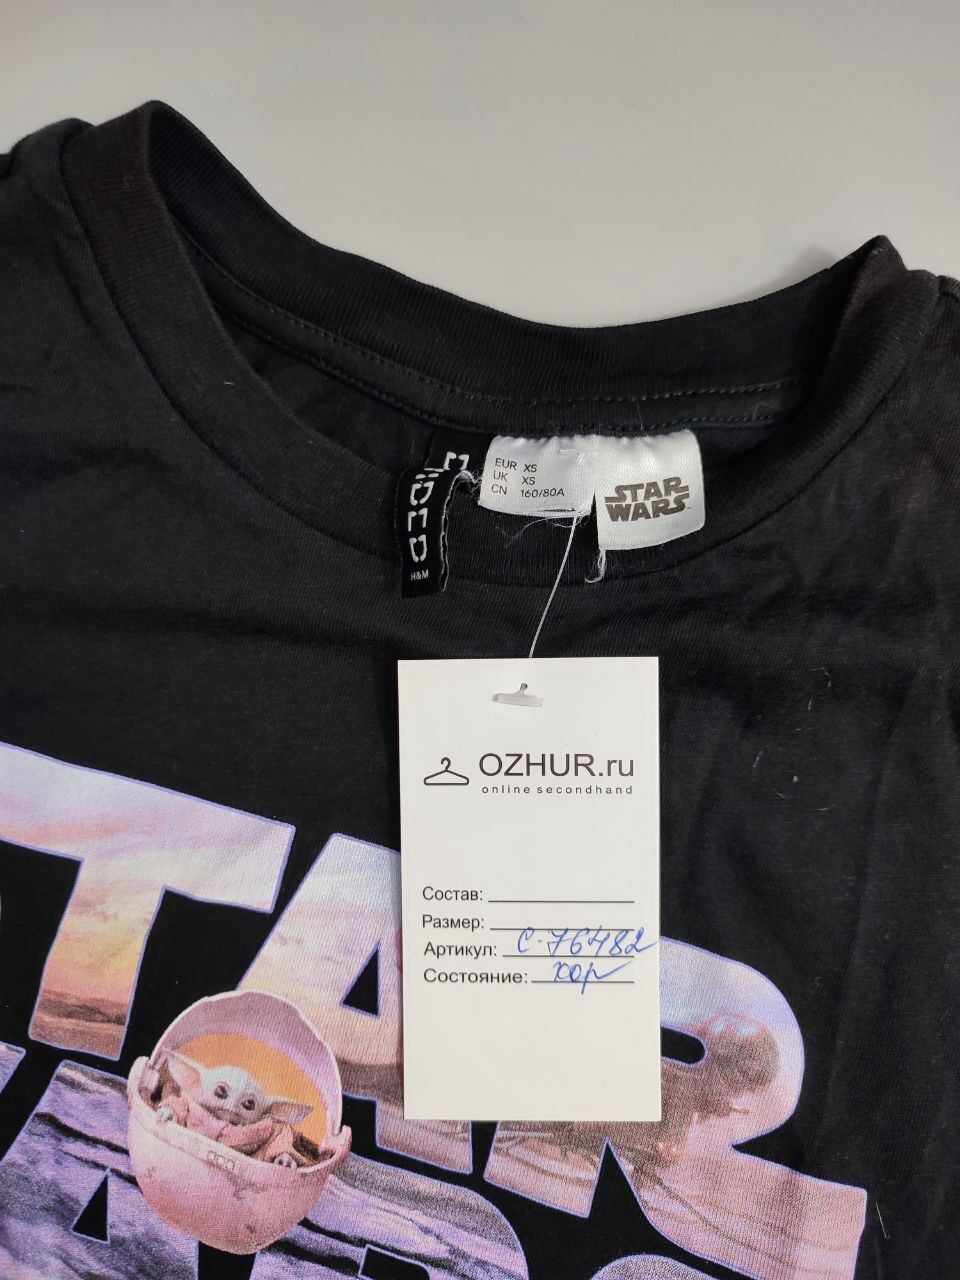 EUR XS
UK XS
CN 160/80A
STAR
WARS
H&M
OZHUR.ru
online secondhand
Состав:
Размер:
Артикул: С-76482
Состояние: хор
STAR